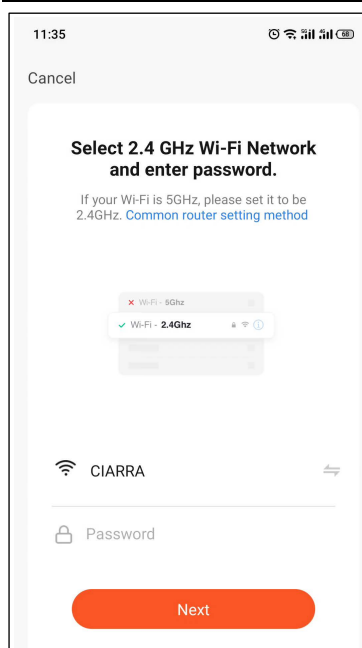 11:35
68
Cancel
Select 2.4 GHz Wi-Fi Network
and enter password.
If your Wi-Fi is 5GHz, please set it to be
2.4GHz. Common router setting method
Wi-Fi - 5Ghz
Wi-Fi - 2.4Ghz
CIARRA
Password
Next